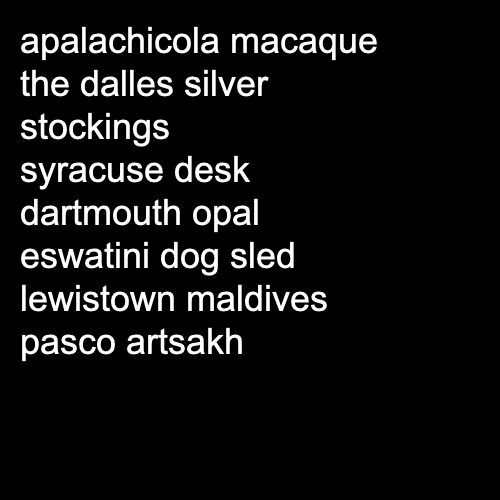 apalachicola macaque
the dalles silver
stockings
syracuse desk
dartmouth opal
eswatini dog sled
lewistown maldives
pasco artsakh